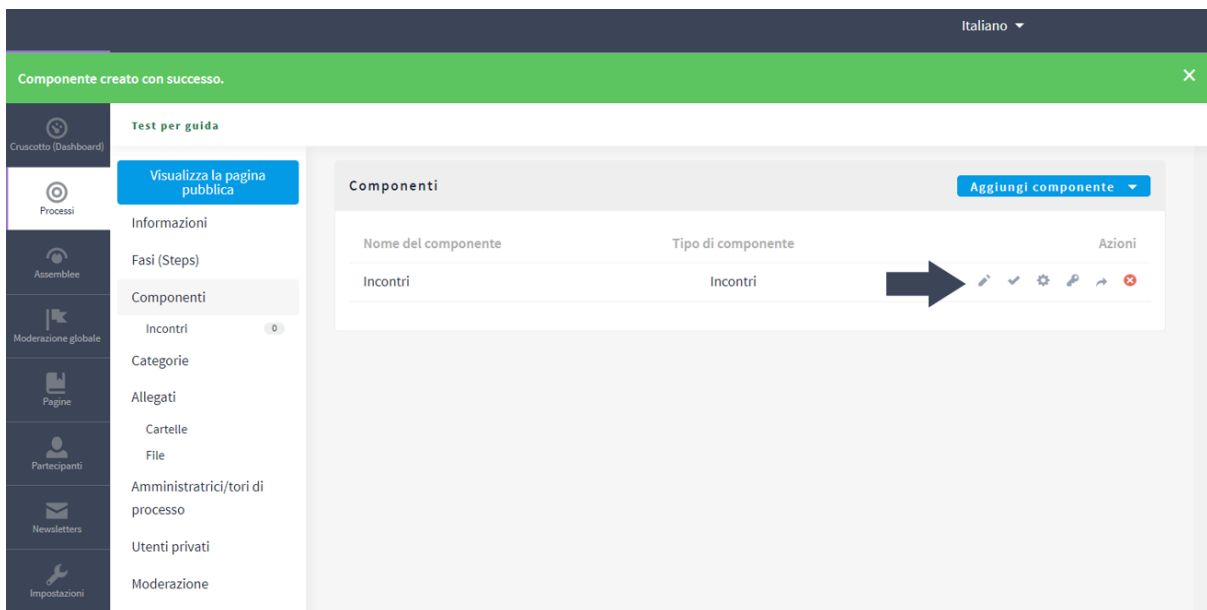 Italiano
Componente creato con successo.
Cruscotto (Dashboard)
Processi
Assemblee
Moderazione globale
Pagine
Partecipanti
Newsletters
Impostazioni
Test per guida
Visualizza la pagina
pubblica
Informazioni
Fasi (Steps)
Componenti
Incontri 0
Categorie
Allegati
Cartelle
File
Amministratrici/tori di
processo
Utenti privati
Moderazione
Componenti
Aggiungi componente
Nome del componente Tipo di componente Azioni
Incontri Incontri